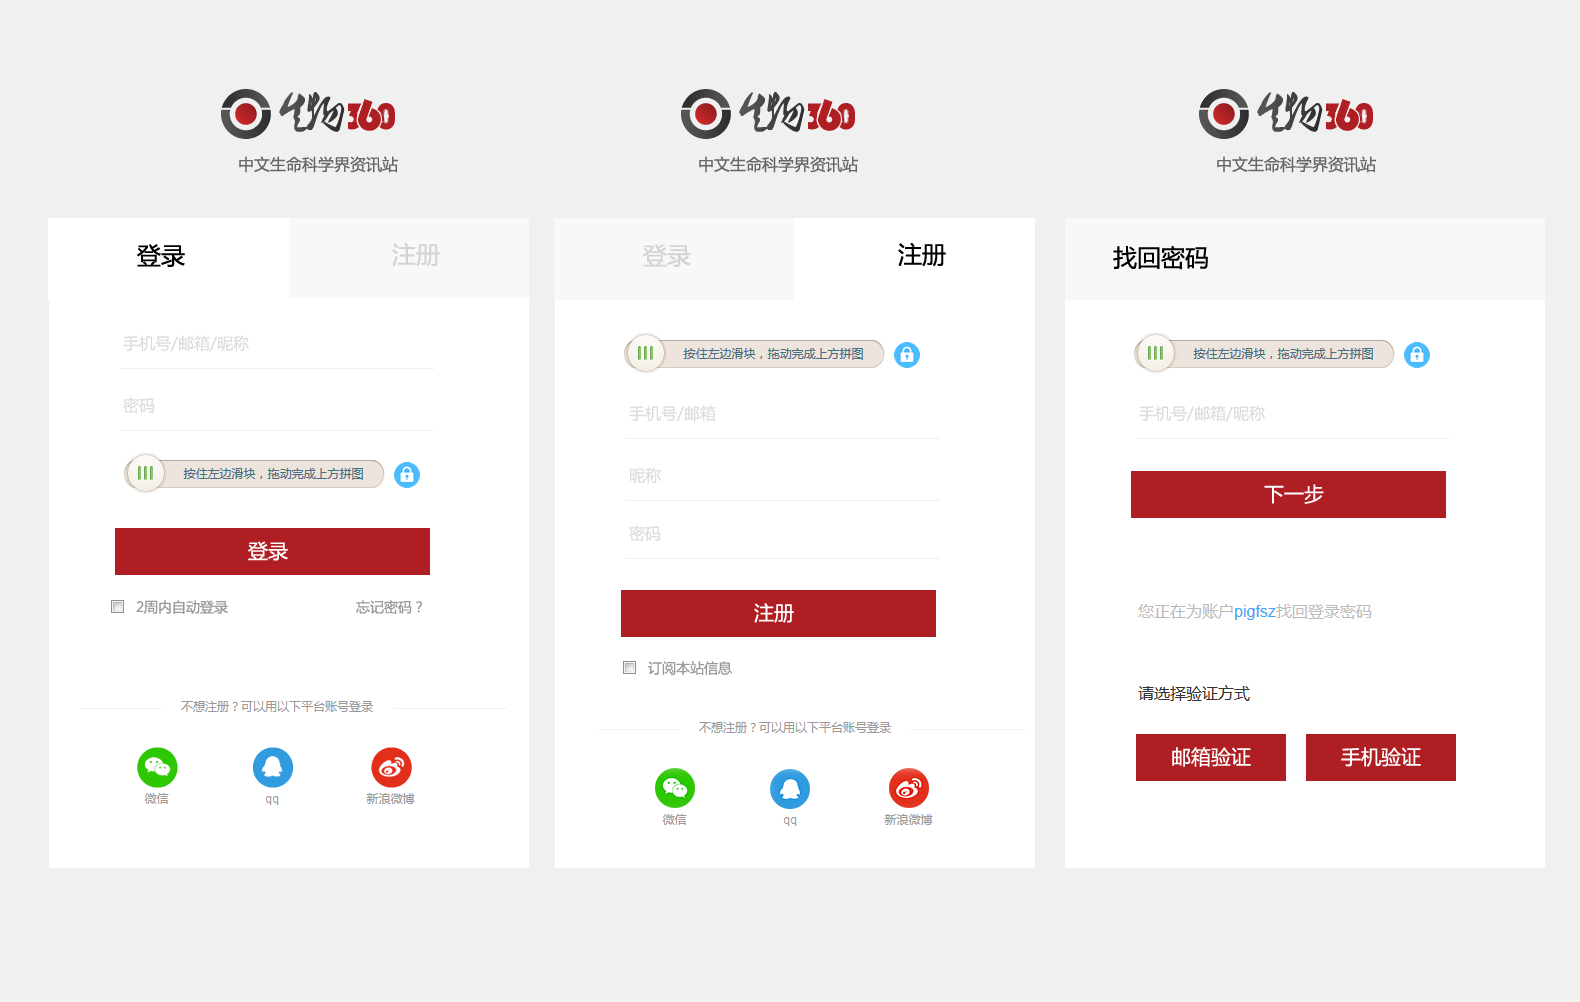 生物360
中文生命科学界资讯站
登录
注册
手机号/邮箱/昵称
密码
按住左边滑块，拖动完成上方拼图
登录
2周内自动登录
忘记密码？
不想注册？可以用以下平台账号登录
微信
qq
新浪微博
生物360
中文生命科学界资讯站
登录
注册
按住左边滑块，拖动完成上方拼图
手机号/邮箱
昵称
密码
注册
订阅本站信息
不想注册？可以用以下平台账号登录
微信
qq
新浪微博
生物360
中文生命科学界资讯站
找回密码
按住左边滑块，拖动完成上方拼图
手机号/邮箱/昵称
下一步
您正在为账户pigfsz找回登录密码
请选择验证方式
邮箱验证
手机验证